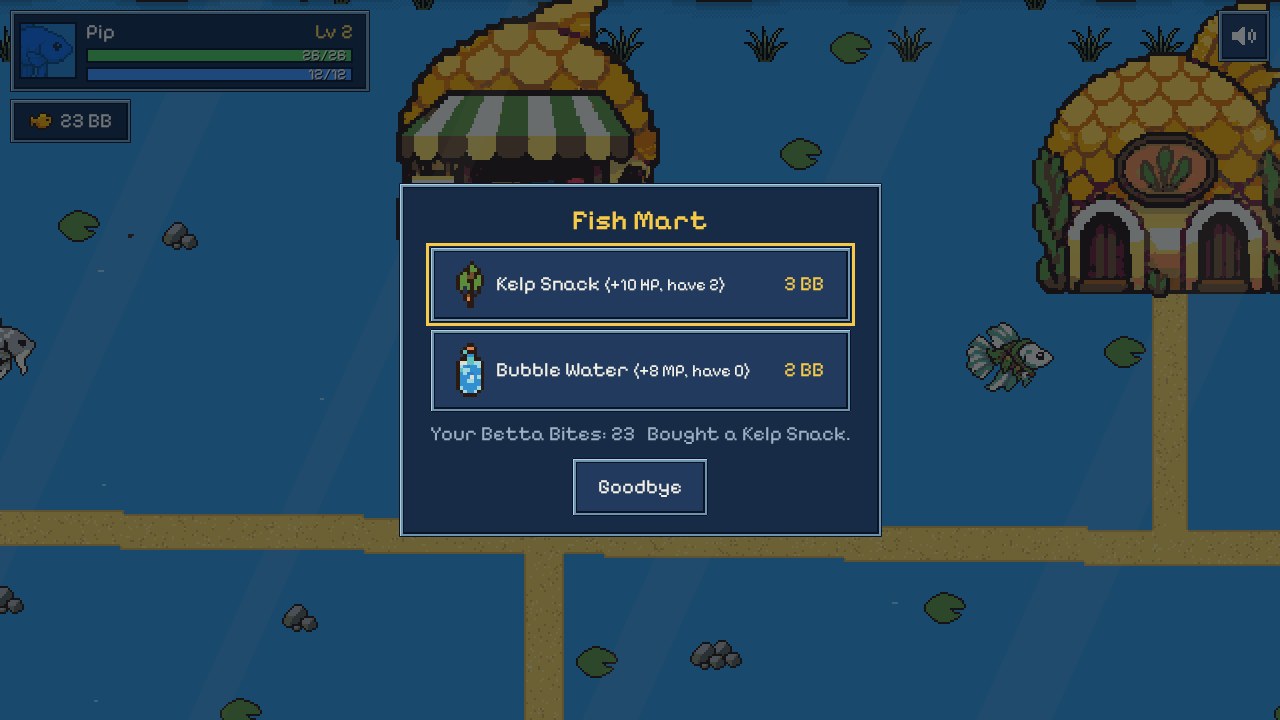 Pip Lv 2
26/26
12/12
23 BB
Fish Mart
Kelp Snack (+10 HP, have 2) 3 BB
Bubble Water (+8 MP, have 0) 2 BB
Your Betta Bites: 23 Bought a Kelp Snack.
Goodbye